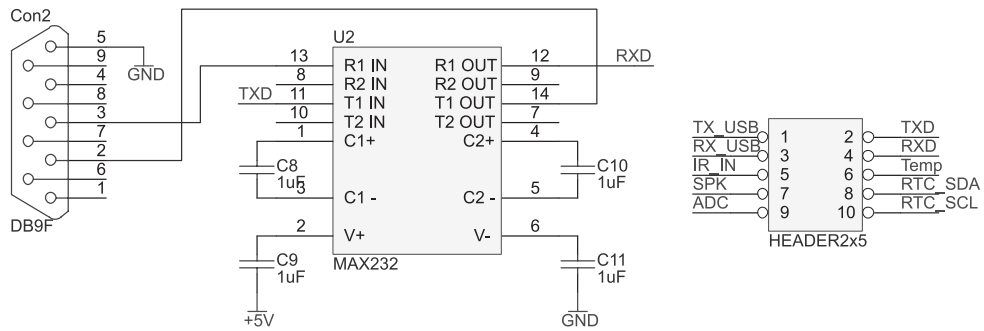 Con2
5
9
4
8
3
7
2
6
1
DB9F
GND
U2
13 R1 IN R1 OUT 12 RXD
8 R2 IN R2 OUT 9
TXD 11 T1 IN T1 OUT 14
10 T2 IN T2 OUT 7
1 C1+ C2+ 4
C8
1uF
C10
1uF
3 C1 - C2 - 5
2 V+ V- 6
MAX232
C9
1uF
C11
1uF
+5V
GND
TX_USB 1 2 TXD
RX_USB 3 4 RXD
IR_IN 5 6 Temp
SPK 7 8 RTC_SDA
ADC 9 10 RTC_SCL
HEADER2x5